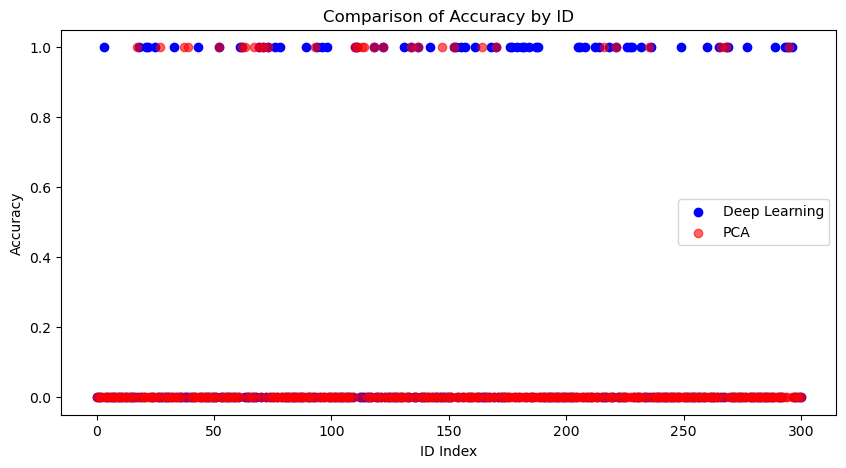 Comparison of Accuracy by ID
1.0
0.8
0.6
0.4
0.2
0.0
Accuracy
Deep Learning
PCA
0 50 100 150 200 250 300
ID Index